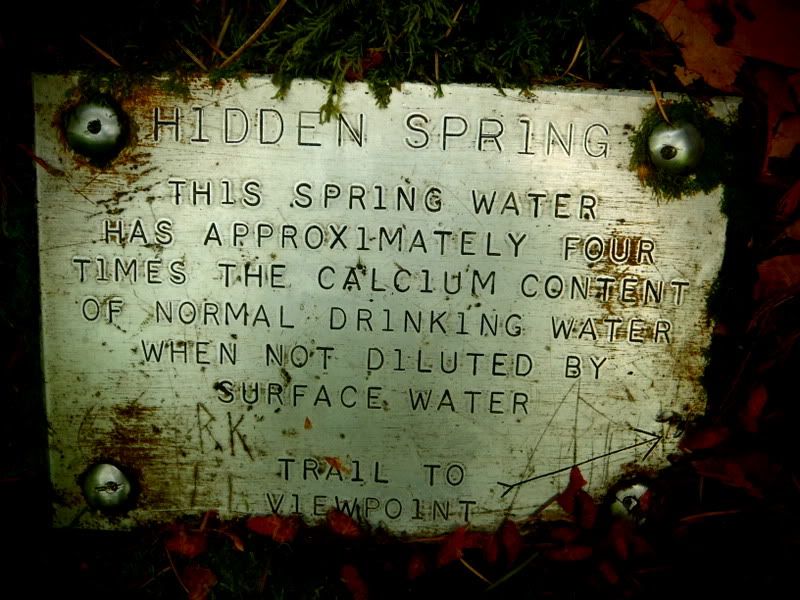 HIDDEN SPRING
THIS SPRING WATER
HAS APPROXIMATELY FOUR
TIMES THE CALCIUM CONTENT
OF NORMAL DRINKING WATER
WHEN NOT DILUTED BY
SURFACE WATER
RK
TRAIL TO
VIEWPOINT